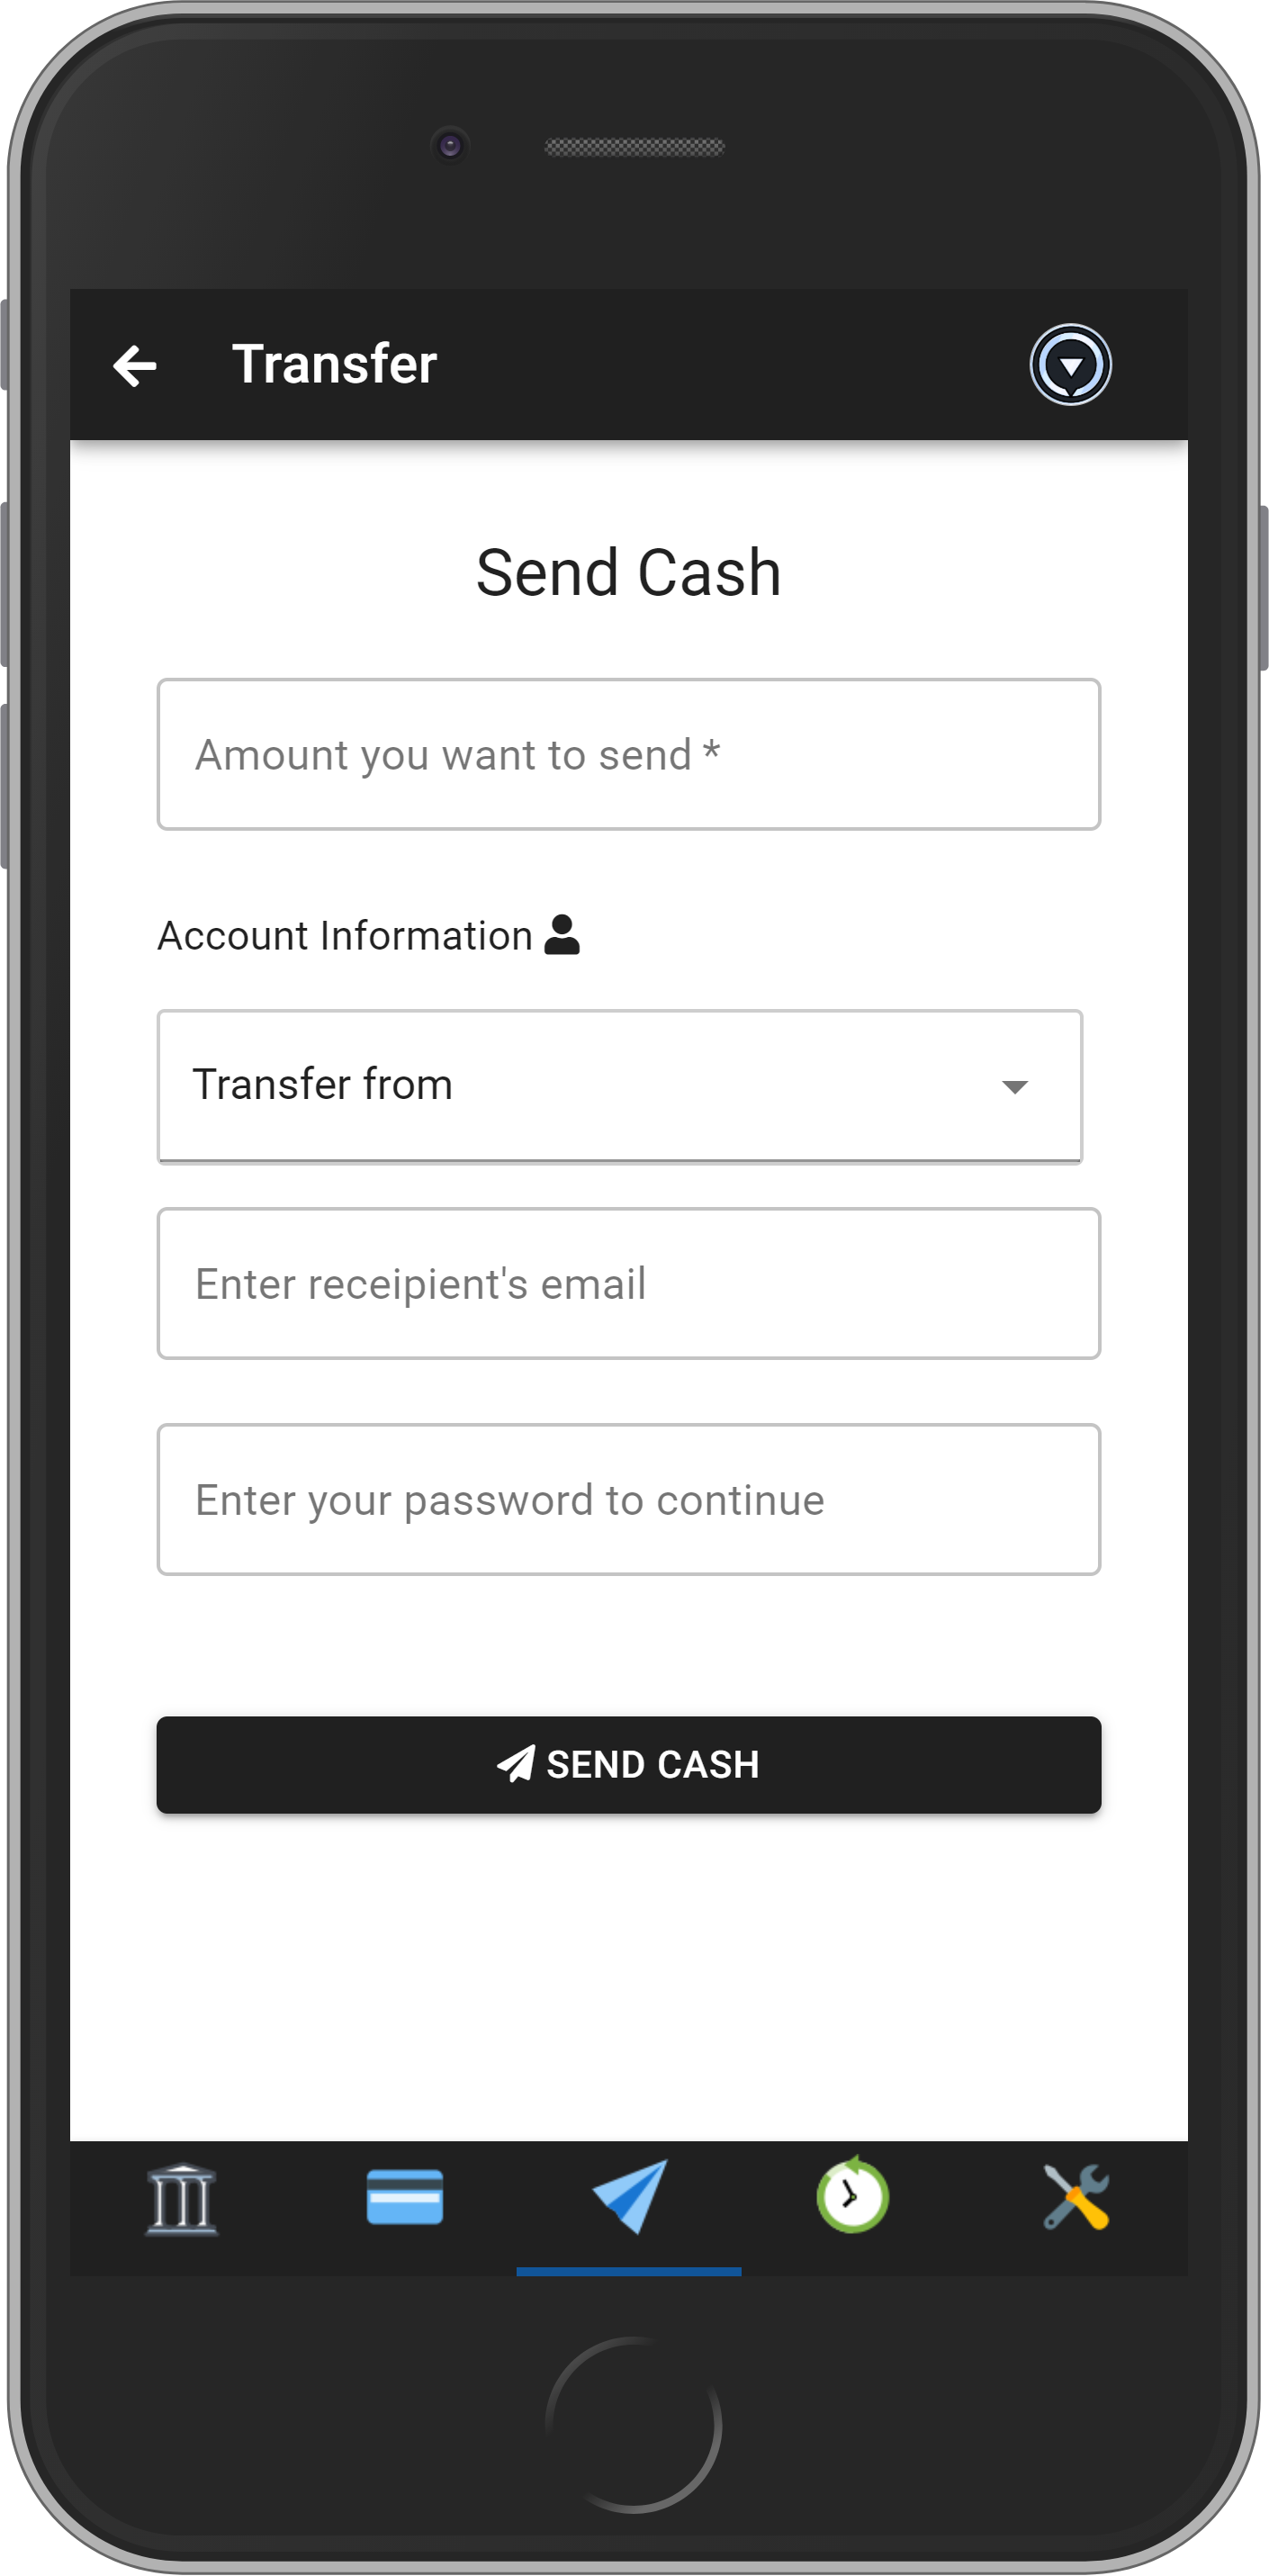 Transfer
Send Cash
Amount you want to send *
Account Information
Transfer from
Enter receipient's email
Enter your password to continue
SEND CASH